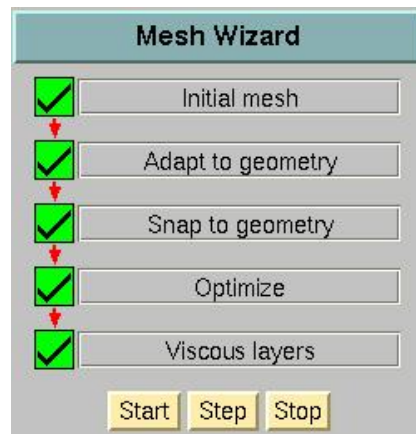 Mesh Wizard
Initial mesh
Adapt to geometry
Snap to geometry
Optimize
Viscous layers
Start Step Stop